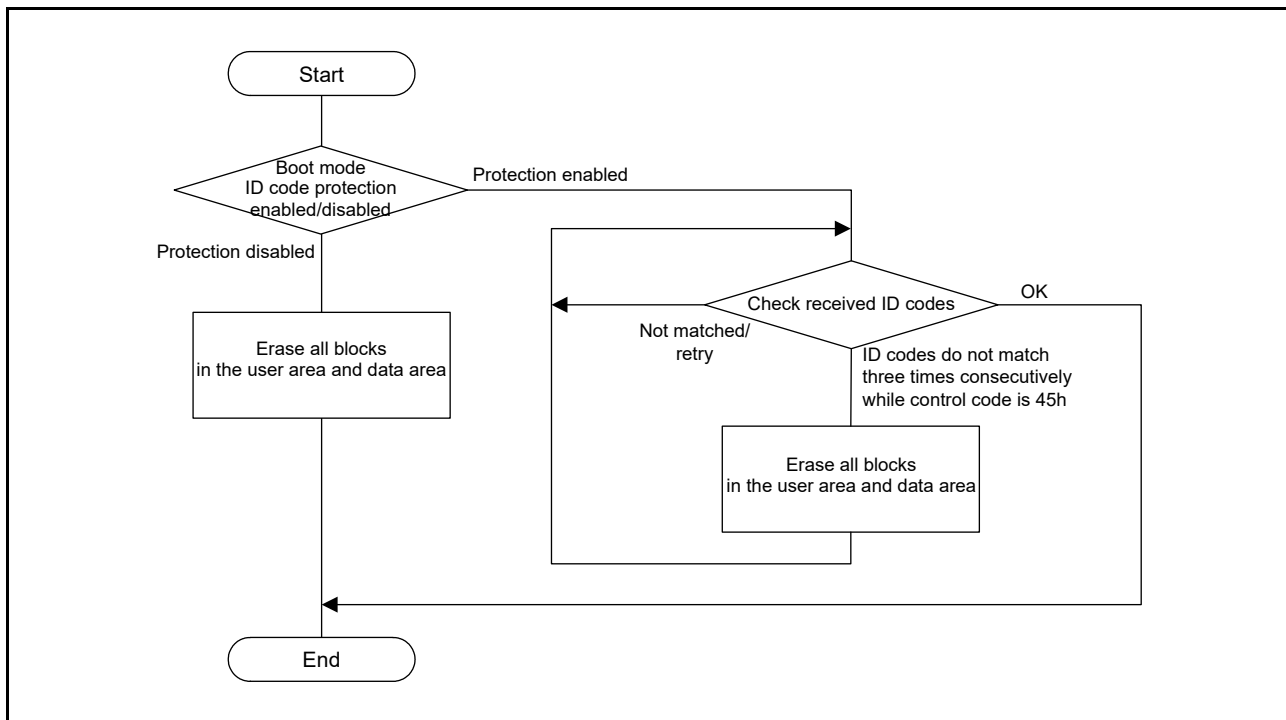 Start
Boot mode
ID code protection
enabled/disabled
Protection enabled
Protection disabled
Check received ID codes
OK
Not matched/
retry
ID codes do not match
three times consecutively
while control code is 45h
Erase all blocks
in the user area and data area
Erase all blocks
in the user area and data area
End